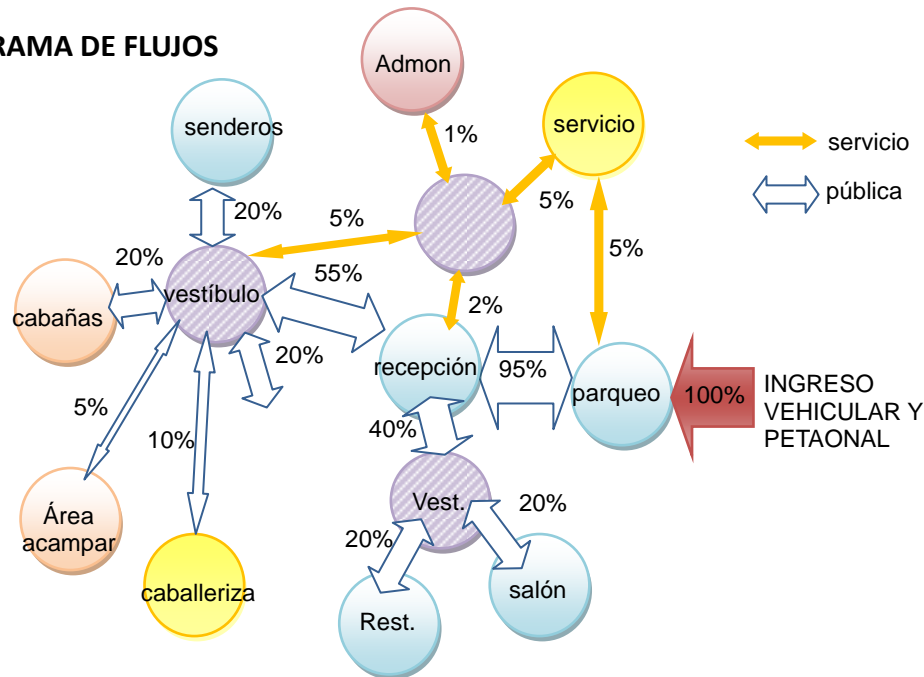 RAMA DE FLUJOS
Admon
senderos
servicio
servicio
1%
pública
20%
5%
5%
5%
20%
55%
vestíbulo
cabañas
2%
20%
recepción
95%
parqueo
100%
INGRESO
VEHICULAR Y
PETAONAL
5%
10%
40%
Vest.
20%
20%
Área
acampar
caballeriza
Rest.
salón